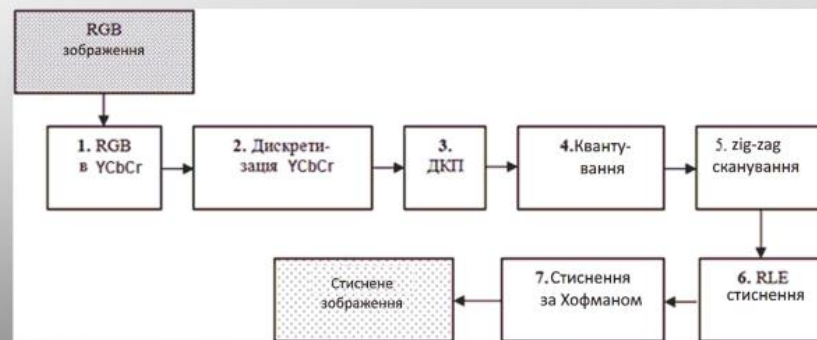 RGB
зображення
1. RGB
в YCbCr
2. Дискрети-
зація YCbCr
3.
ДКП
4.Кванту-
вання
5. zig-zag
сканування
6. RLE
стиснення
7.Стиснення
за Хофманом
Стиснене
зображення